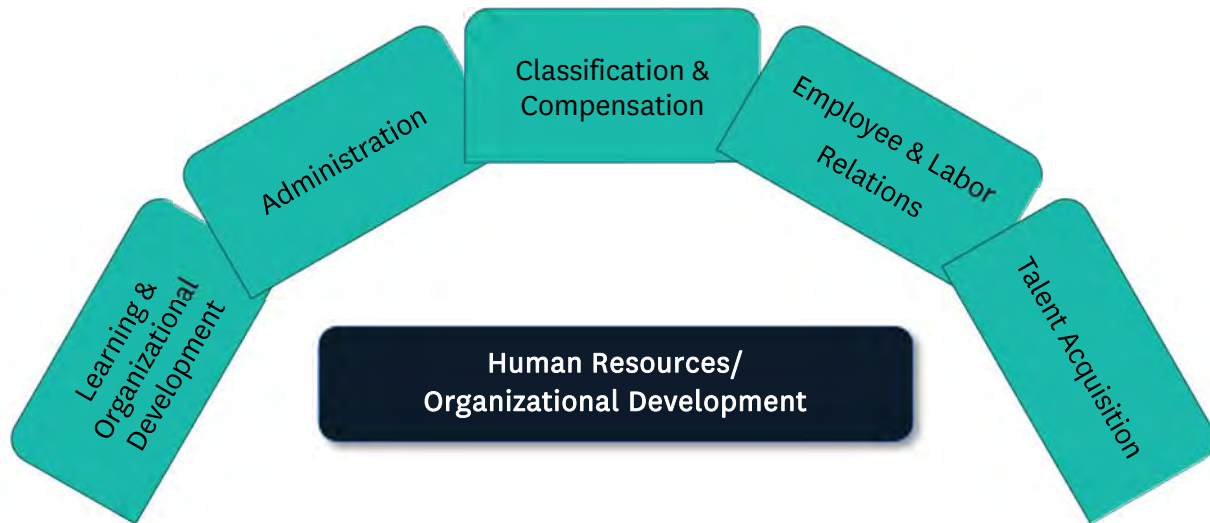 Learning &
Organizational
Development
Administration
Classification &
Compensation
Employee & Labor
Relations
Talent Acquisition
Human Resources/
Organizational Development